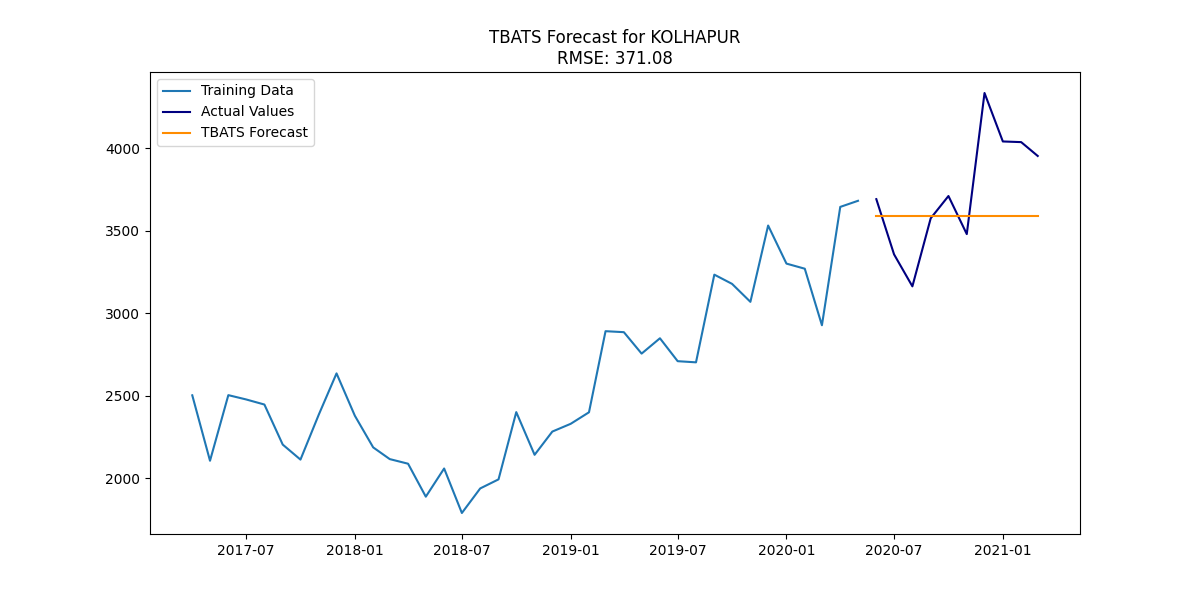 TBATS Forecast for KOLHAPUR
RMSE: 371.08
Training Data
Actual Values
TBATS Forecast
4000
3500
3000
2500
2000
2017-07
2018-01
2018-07
2019-01
2019-07
2020-01
2020-07
2021-01